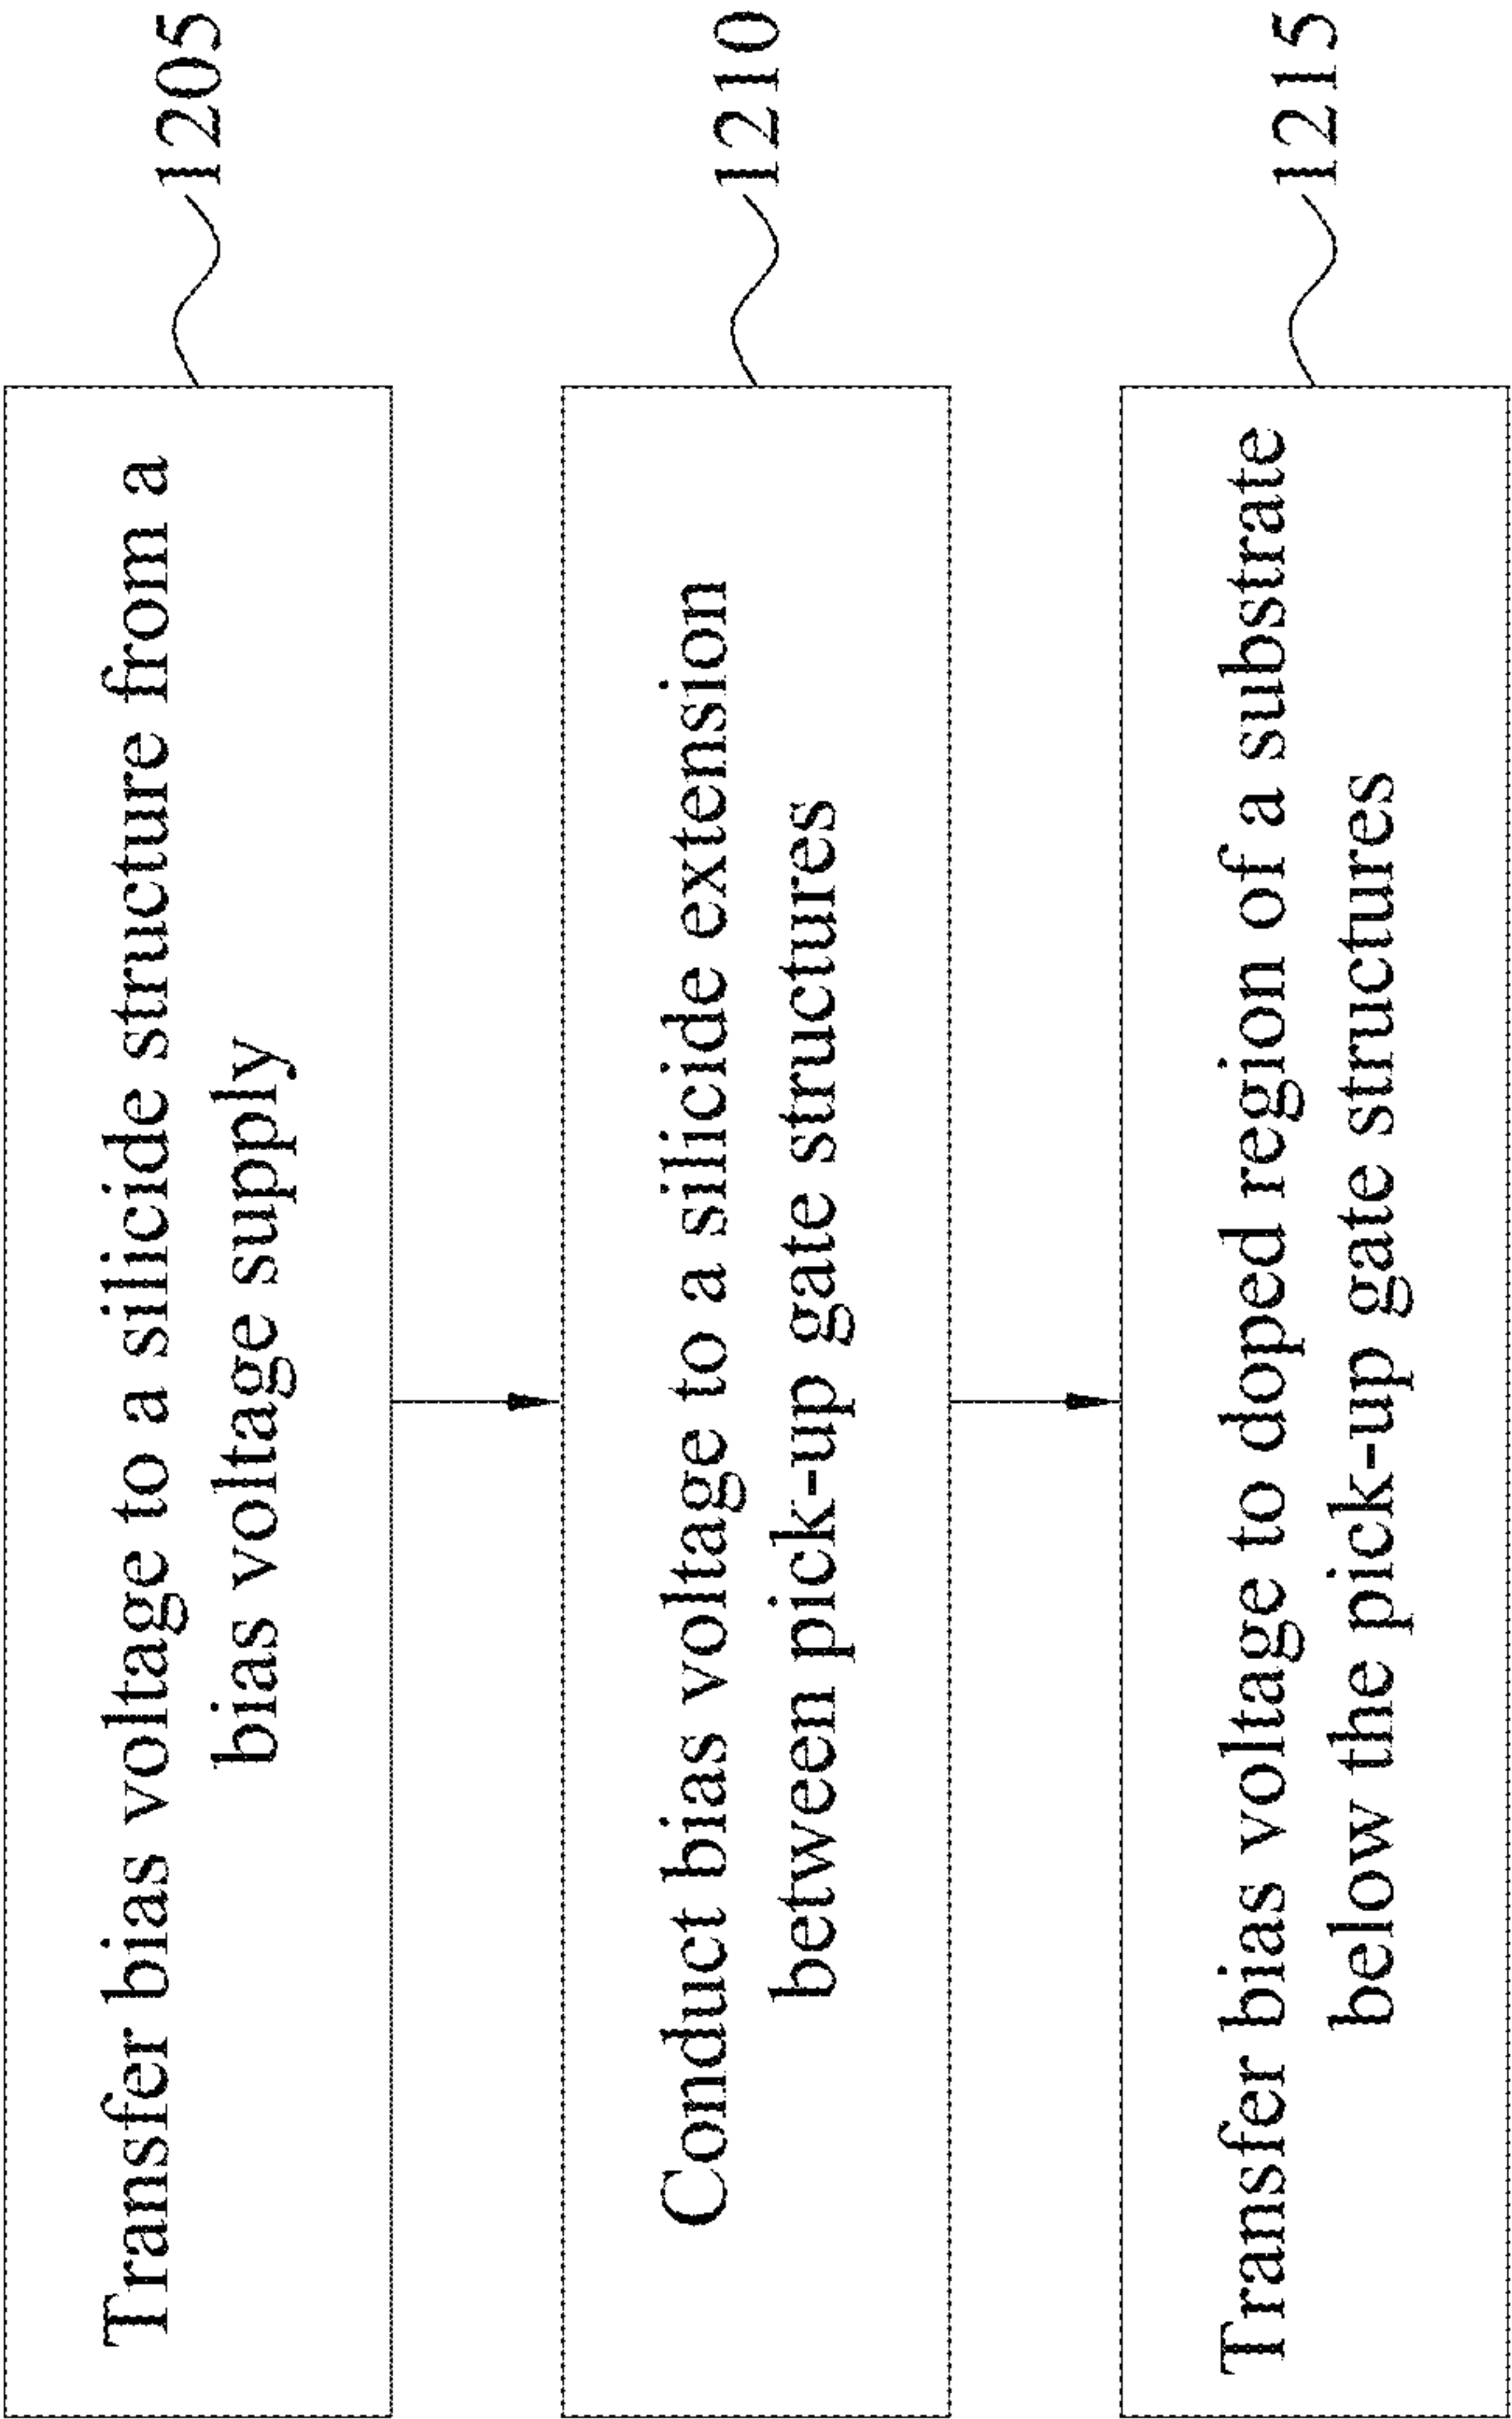 Transfer bias voltage to a silicide structure from a
bias voltage supply
1205
Conduct bias voltage to a silicide extension
between pick-up gate structures
1210
Transfer bias voltage to doped region of a substrate
below the pick-up gate structures
1215